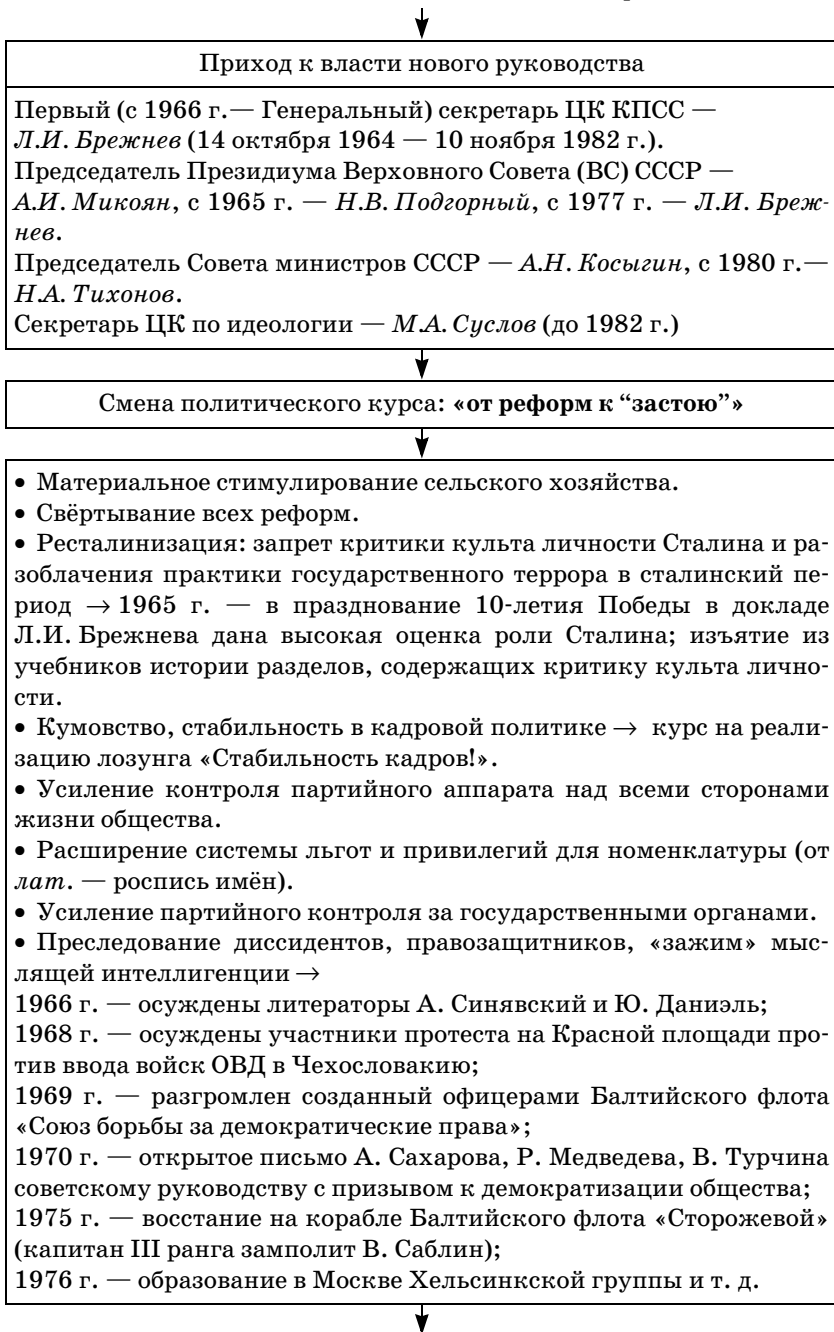 Приход к власти нового руководства
Первый (с 1966 г.— Генеральный) секретарь ЦК КПСС —
Л.И. Брежнев (14 октября 1964 — 10 ноября 1982 г.).
Председатель Президиума Верховного Совета (ВС) СССР —
А.И. Микоян, с 1965 г. — Н.В. Подгорный, с 1977 г. — Л.И. Бреж-
нев.
Председатель Совета министров СССР — А.Н. Косыгин, с 1980 г.—
Н.А. Тихонов.
Секретарь ЦК по идеологии — М.А. Суслов (до 1982 г.)
Смена политического курса: «от реформ к “застою”»
• Материальное стимулирование сельского хозяйства.
• Свёртывание всех реформ.
• Ресталинизация: запрет критики культа личности Сталина и ра-
зоблачения практики государственного террора в сталинский пе-
риод → 1965 г. — в празднование 10-летия Победы в докладе
Л.И. Брежнева дана высокая оценка роли Сталина; изъятие из
учебников истории разделов, содержащих критику культа лично-
сти.
• Кумовство, стабильность в кадровой политике → курс на реали-
зацию лозунга «Стабильность кадров!».
• Усиление контроля партийного аппарата над всеми сторонами
жизни общества.
• Расширение системы льгот и привилегий для номенклатуры (от
лат. — роспись имён).
• Усиление партийного контроля за государственными органами.
• Преследование диссидентов, правозащитников, «зажим» мыс-
лящей интеллигенции →
1966 г. — осуждены литераторы А. Синявский и Ю. Даниэль;
1968 г. — осуждены участники протеста на Красной площади про-
тив ввода войск ОВД в Чехословакию;
1969 г. — разгромлен созданный офицерами Балтийского флота
«Союз борьбы за демократические права»;
1970 г. — открытое письмо А. Сахарова, Р. Медведева, В. Турчина
советскому руководству с призывом к демократизации общества;
1975 г. — восстание на корабле Балтийского флота «Сторожевой»
(капитан III ранга замполит В. Саблин);
1976 г. — образование в Москве Хельсинкской группы и т. д.